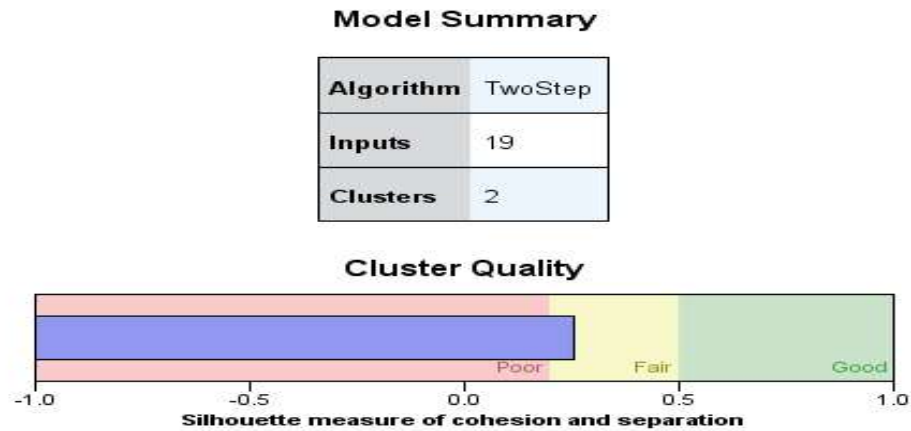 Model Summary
Algorithm TwoStep
Inputs 19
Clusters 2
Cluster Quality
Poor Fair Good
-1.0 -0.5 0.0 0.5 1.0
Silhouette measure of cohesion and separation